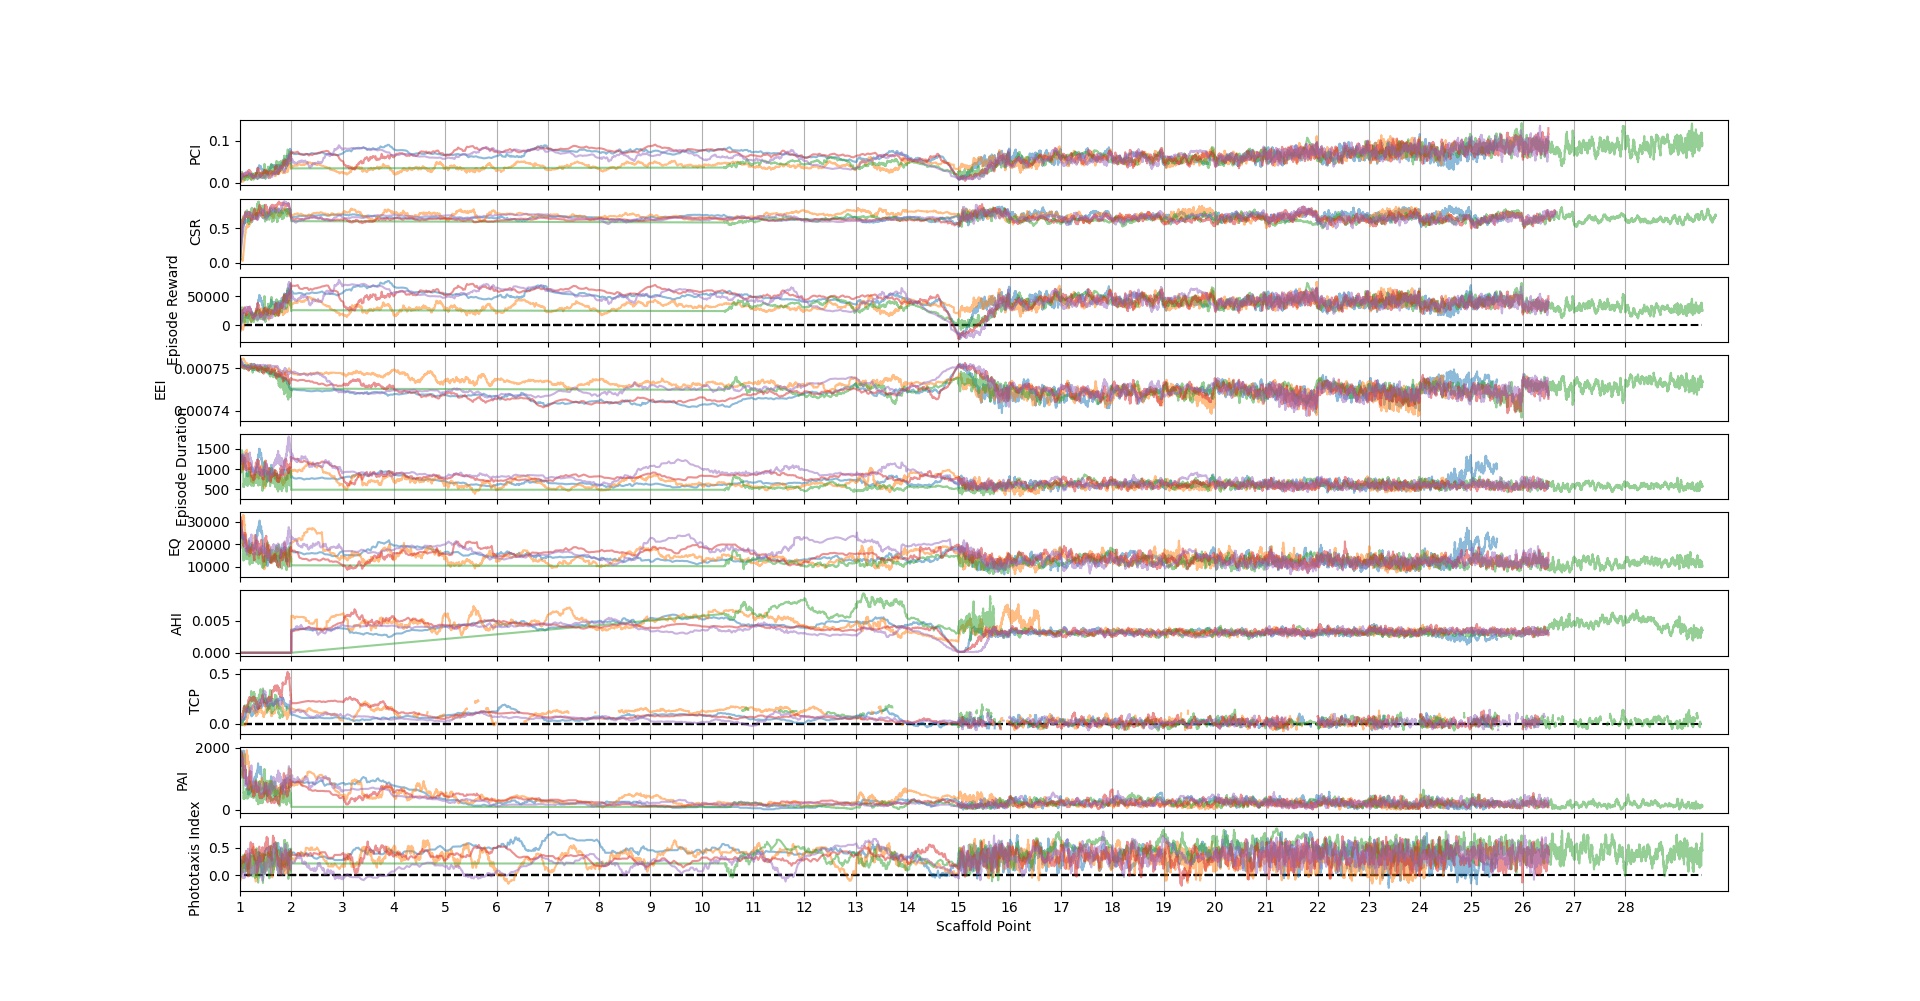 PCI
0.1
0.0
CSR
0.5
0.0
Episode Reward
50000
0
EEI
0.00075
0.00074
Episode Duration
1500
1000
500
EQ
30000
20000
10000
AHI
0.005
0.000
TCP
0.5
0.0
PAI
2000
0
Phototaxis Index
0.5
0.0
1 2 3 4 5 6 7 8 9 10 11 12 13 14 15 16 17 18 19 20 21 22 23 24 25 26 27 28
Scaffold Point